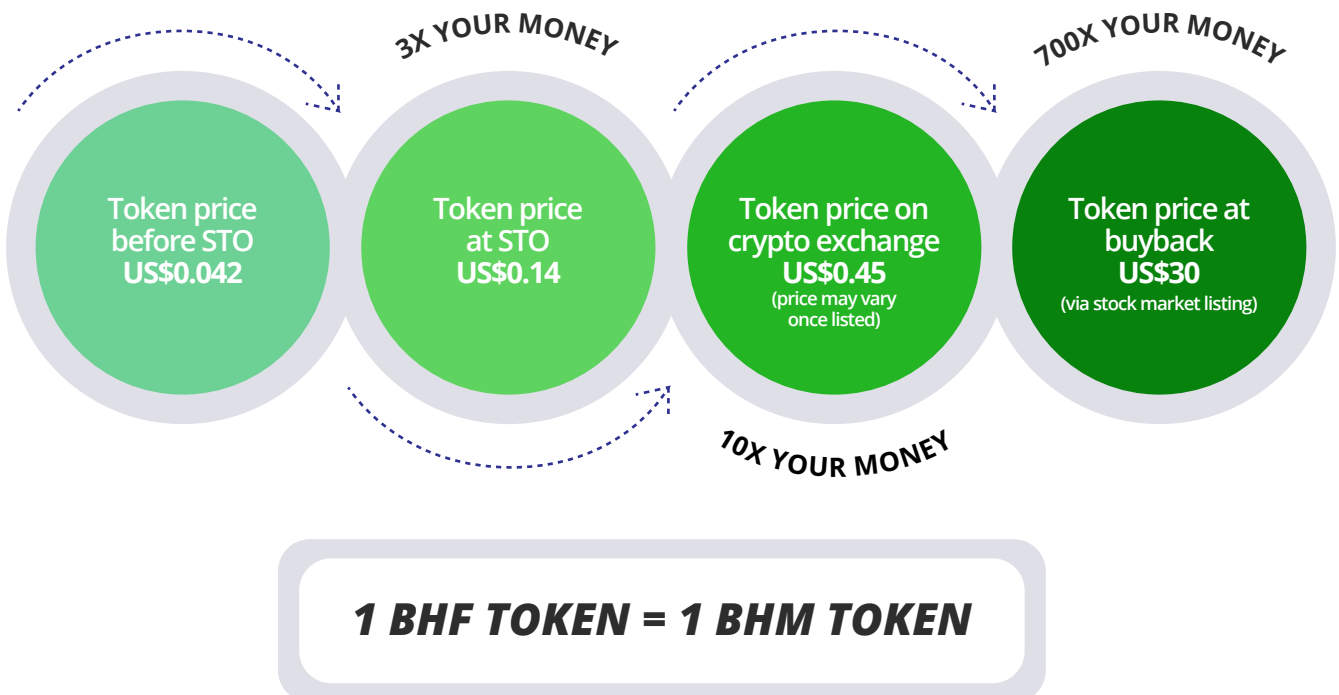 3X YOUR MONEY
700X YOUR MONEY
Token price
before STO
US$0.042
Token price
at STO
US$0.14
Token price on
crypto exchange
US$0.45
(price may vary
once listed)
Token price at
buyback
US$30
(via stock market listing)
10X YOUR MONEY
1 BHF TOKEN = 1 BHM TOKEN